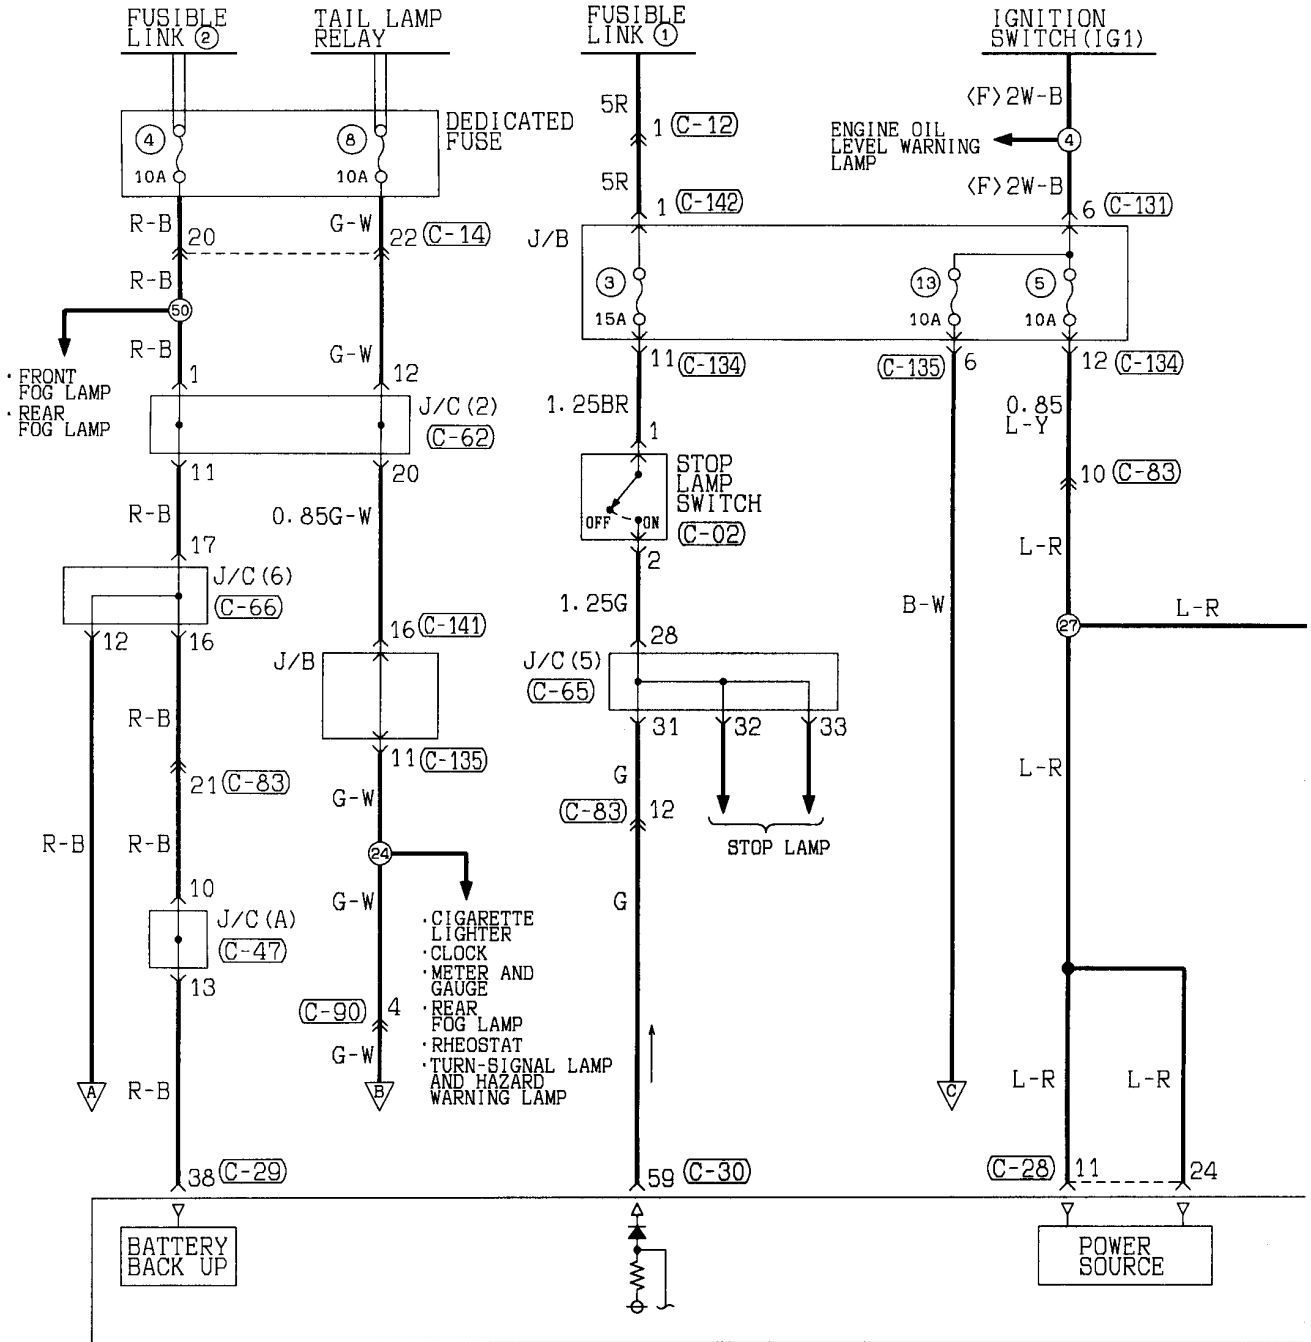 FUSIBLE
LINK ②
TAIL LAMP
RELAY
FUSIBLE
LINK ①
IGNITION
SWITCH(IG1)
5R
1 (C-12)
<F>2W-B
4
ENGINE OIL
LEVEL WARNING
LAMP
DEDICATED
FUSE
4
10A
8
10A
5R
1 (C-142)
<F>2W-B
6 (C-131)
R-B
20
G-W
22 (C-14)
J/B
3
15A
13
10A
5
10A
R-B
50
R-B
1
G-W
12
11 (C-134)
(C-135) 6
12 (C-134)
· FRONT
FOG LAMP
· REAR
FOG LAMP
J/C(2)
(C-62)
1.25BR
1
0.85
L-Y
11
20
STOP
LAMP
SWITCH
(C-02)
OFF
ON
10 (C-83)
R-B
0.85G-W
17
2
L-R
J/C(6)
(C-66)
1.25G
B-W
27
L-R
12
16
16 (C-141)
28
J/B
J/C(5)
(C-65)
R-B
31
32
33
11 (C-135)
21 (C-83)
G-W
G
L-R
(C-83) 12
R-B
R-B
24
STOP LAMP
10
G-W
G
J/C(A)
(C-47)
·CIGARETTE
LIGHTER
·CLOCK
·METER AND
GAUGE
·REAR
FOG LAMP
·RHEOSTAT
·TURN-SIGNAL LAMP
AND HAZARD
WARNING LAMP
13
(C-90) 4
G-W
A
R-B
B
C
L-R
L-R
38 (C-29)
59 (C-30)
(C-28) 11
24
BATTERY
BACK UP
POWER
SOURCE